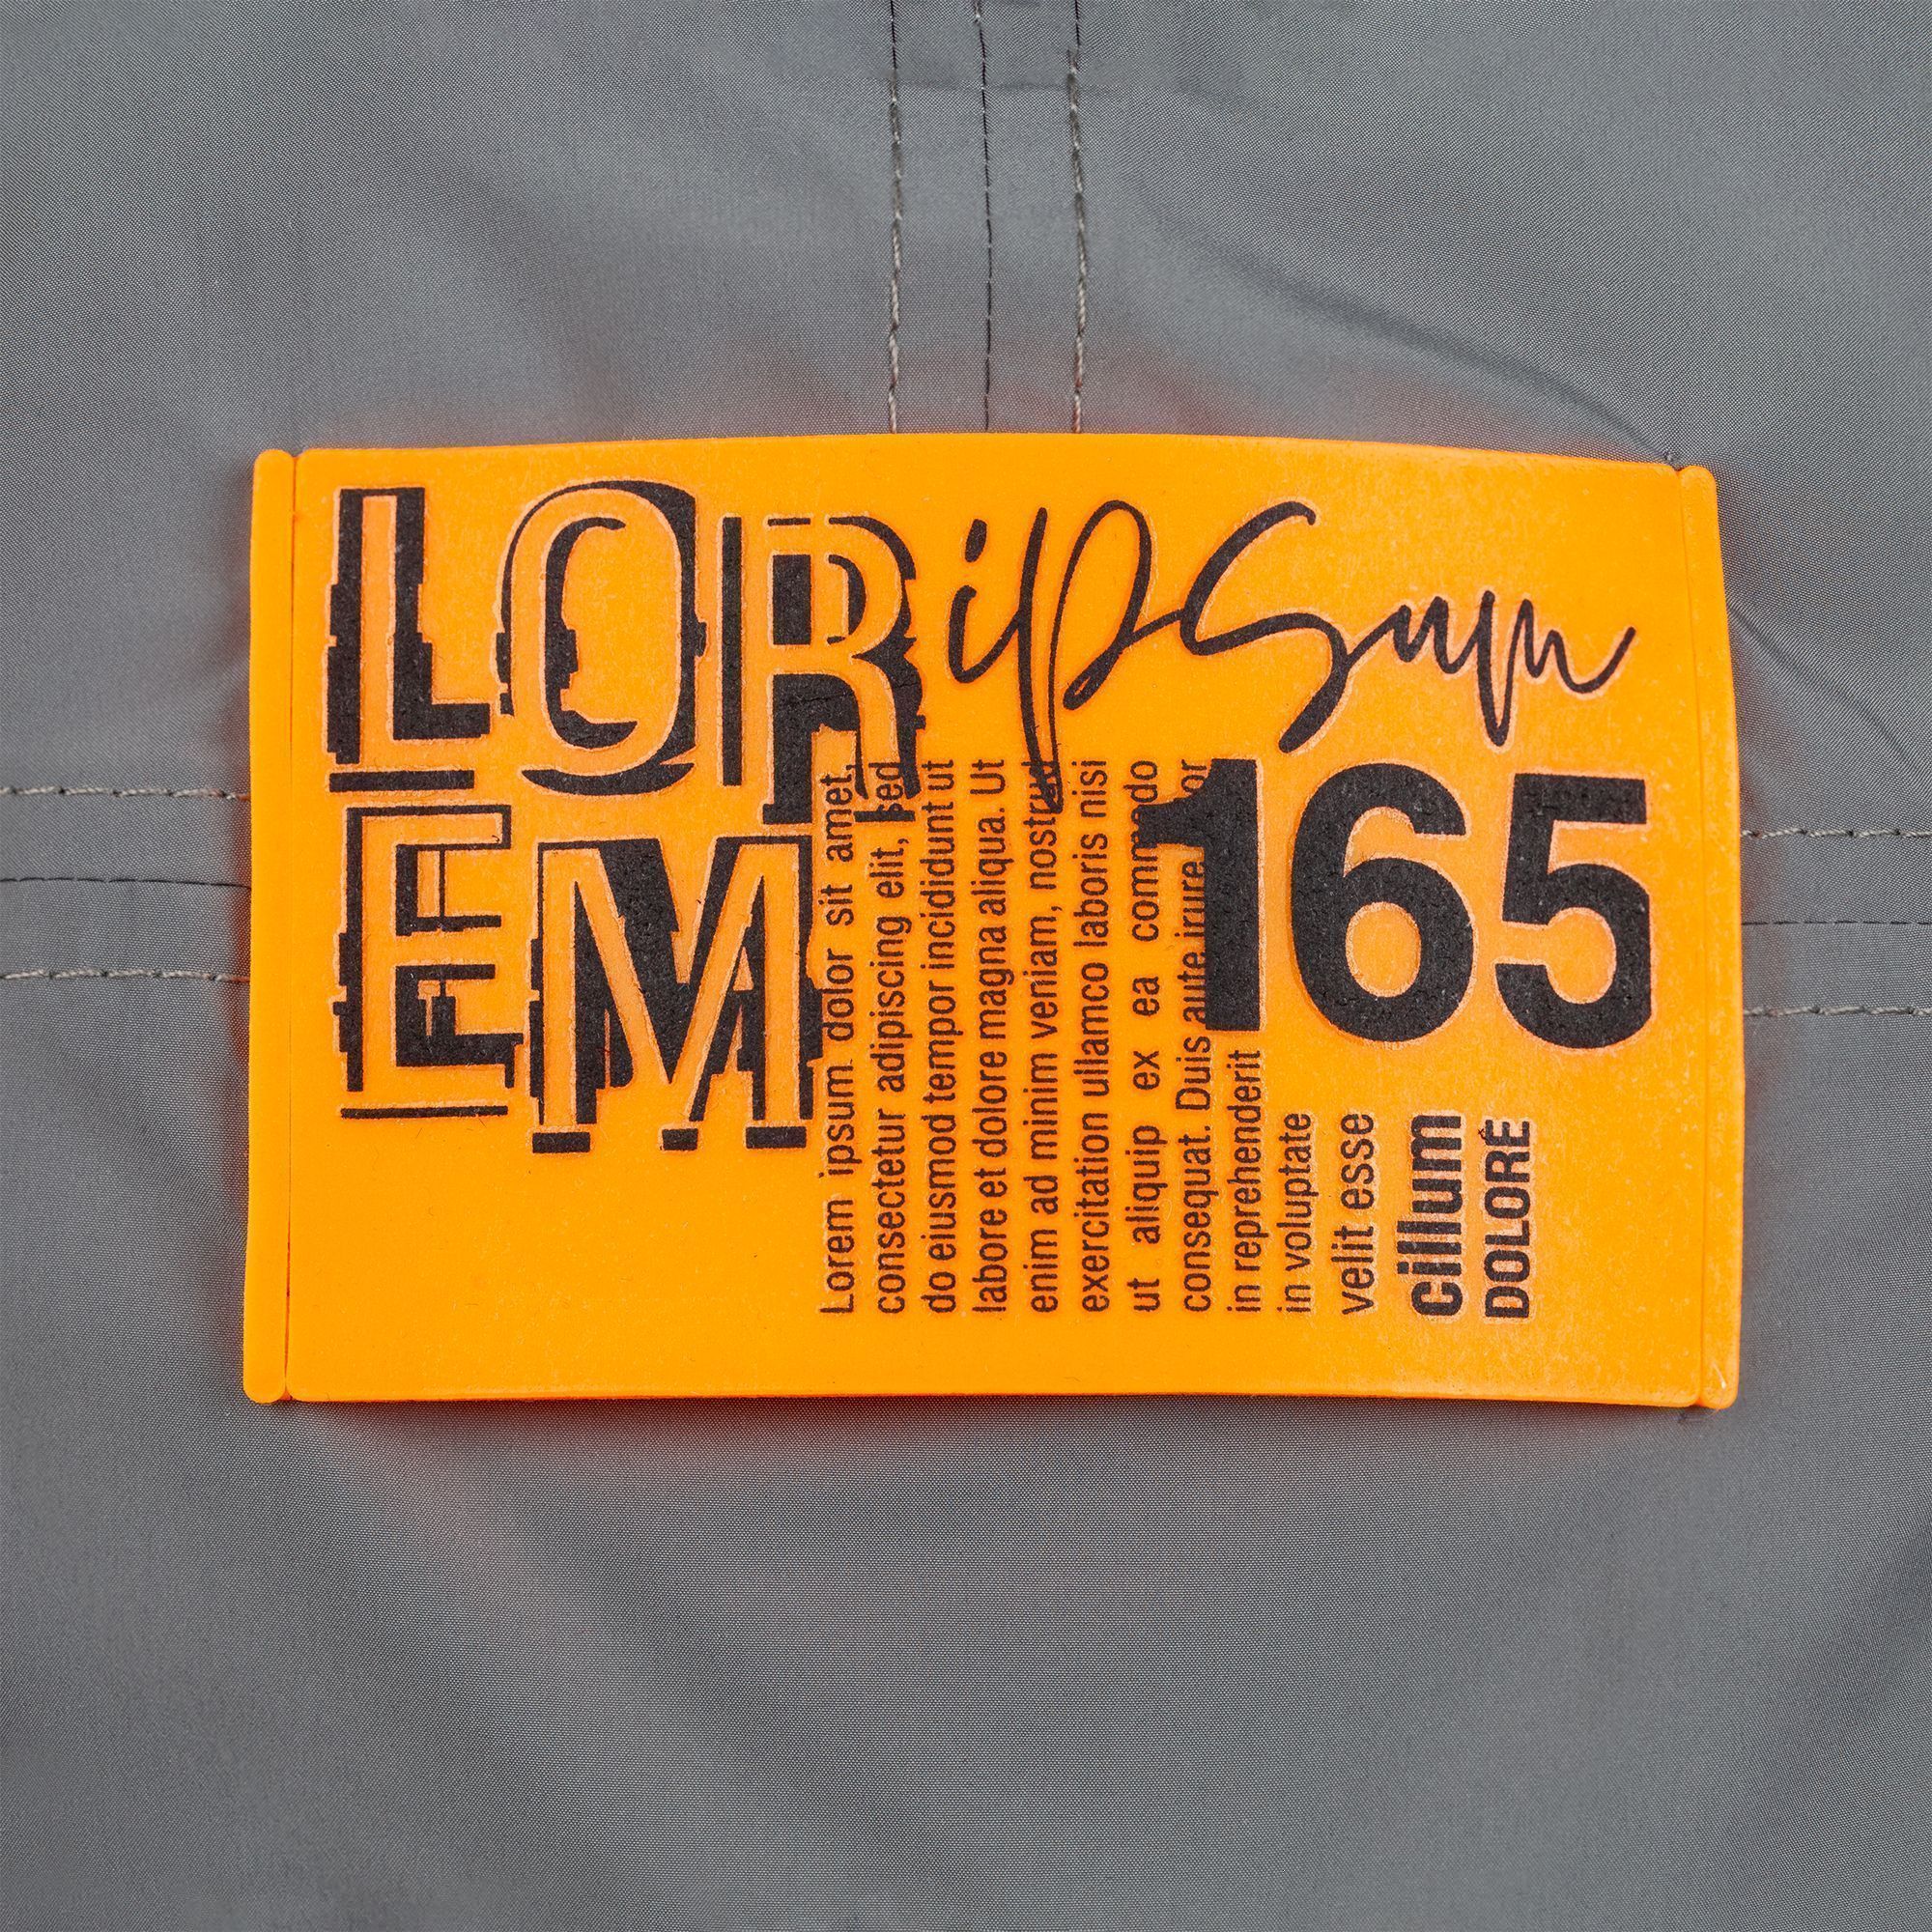 LOR
EM
ipsum
165
Lorem ipsum dolor sit amet,
consectetur adipiscing elit, sed
do eiusmod tempor incididunt ut
labore et dolore magna aliqua. Ut
enim ad minim veniam, nostrud
exercitation ullamco laboris nisi
ut aliquip ex ea commodo
consequat. Duis aute irure
in reprehenderit
in voluptate
velit esse
cillum
DOLORE